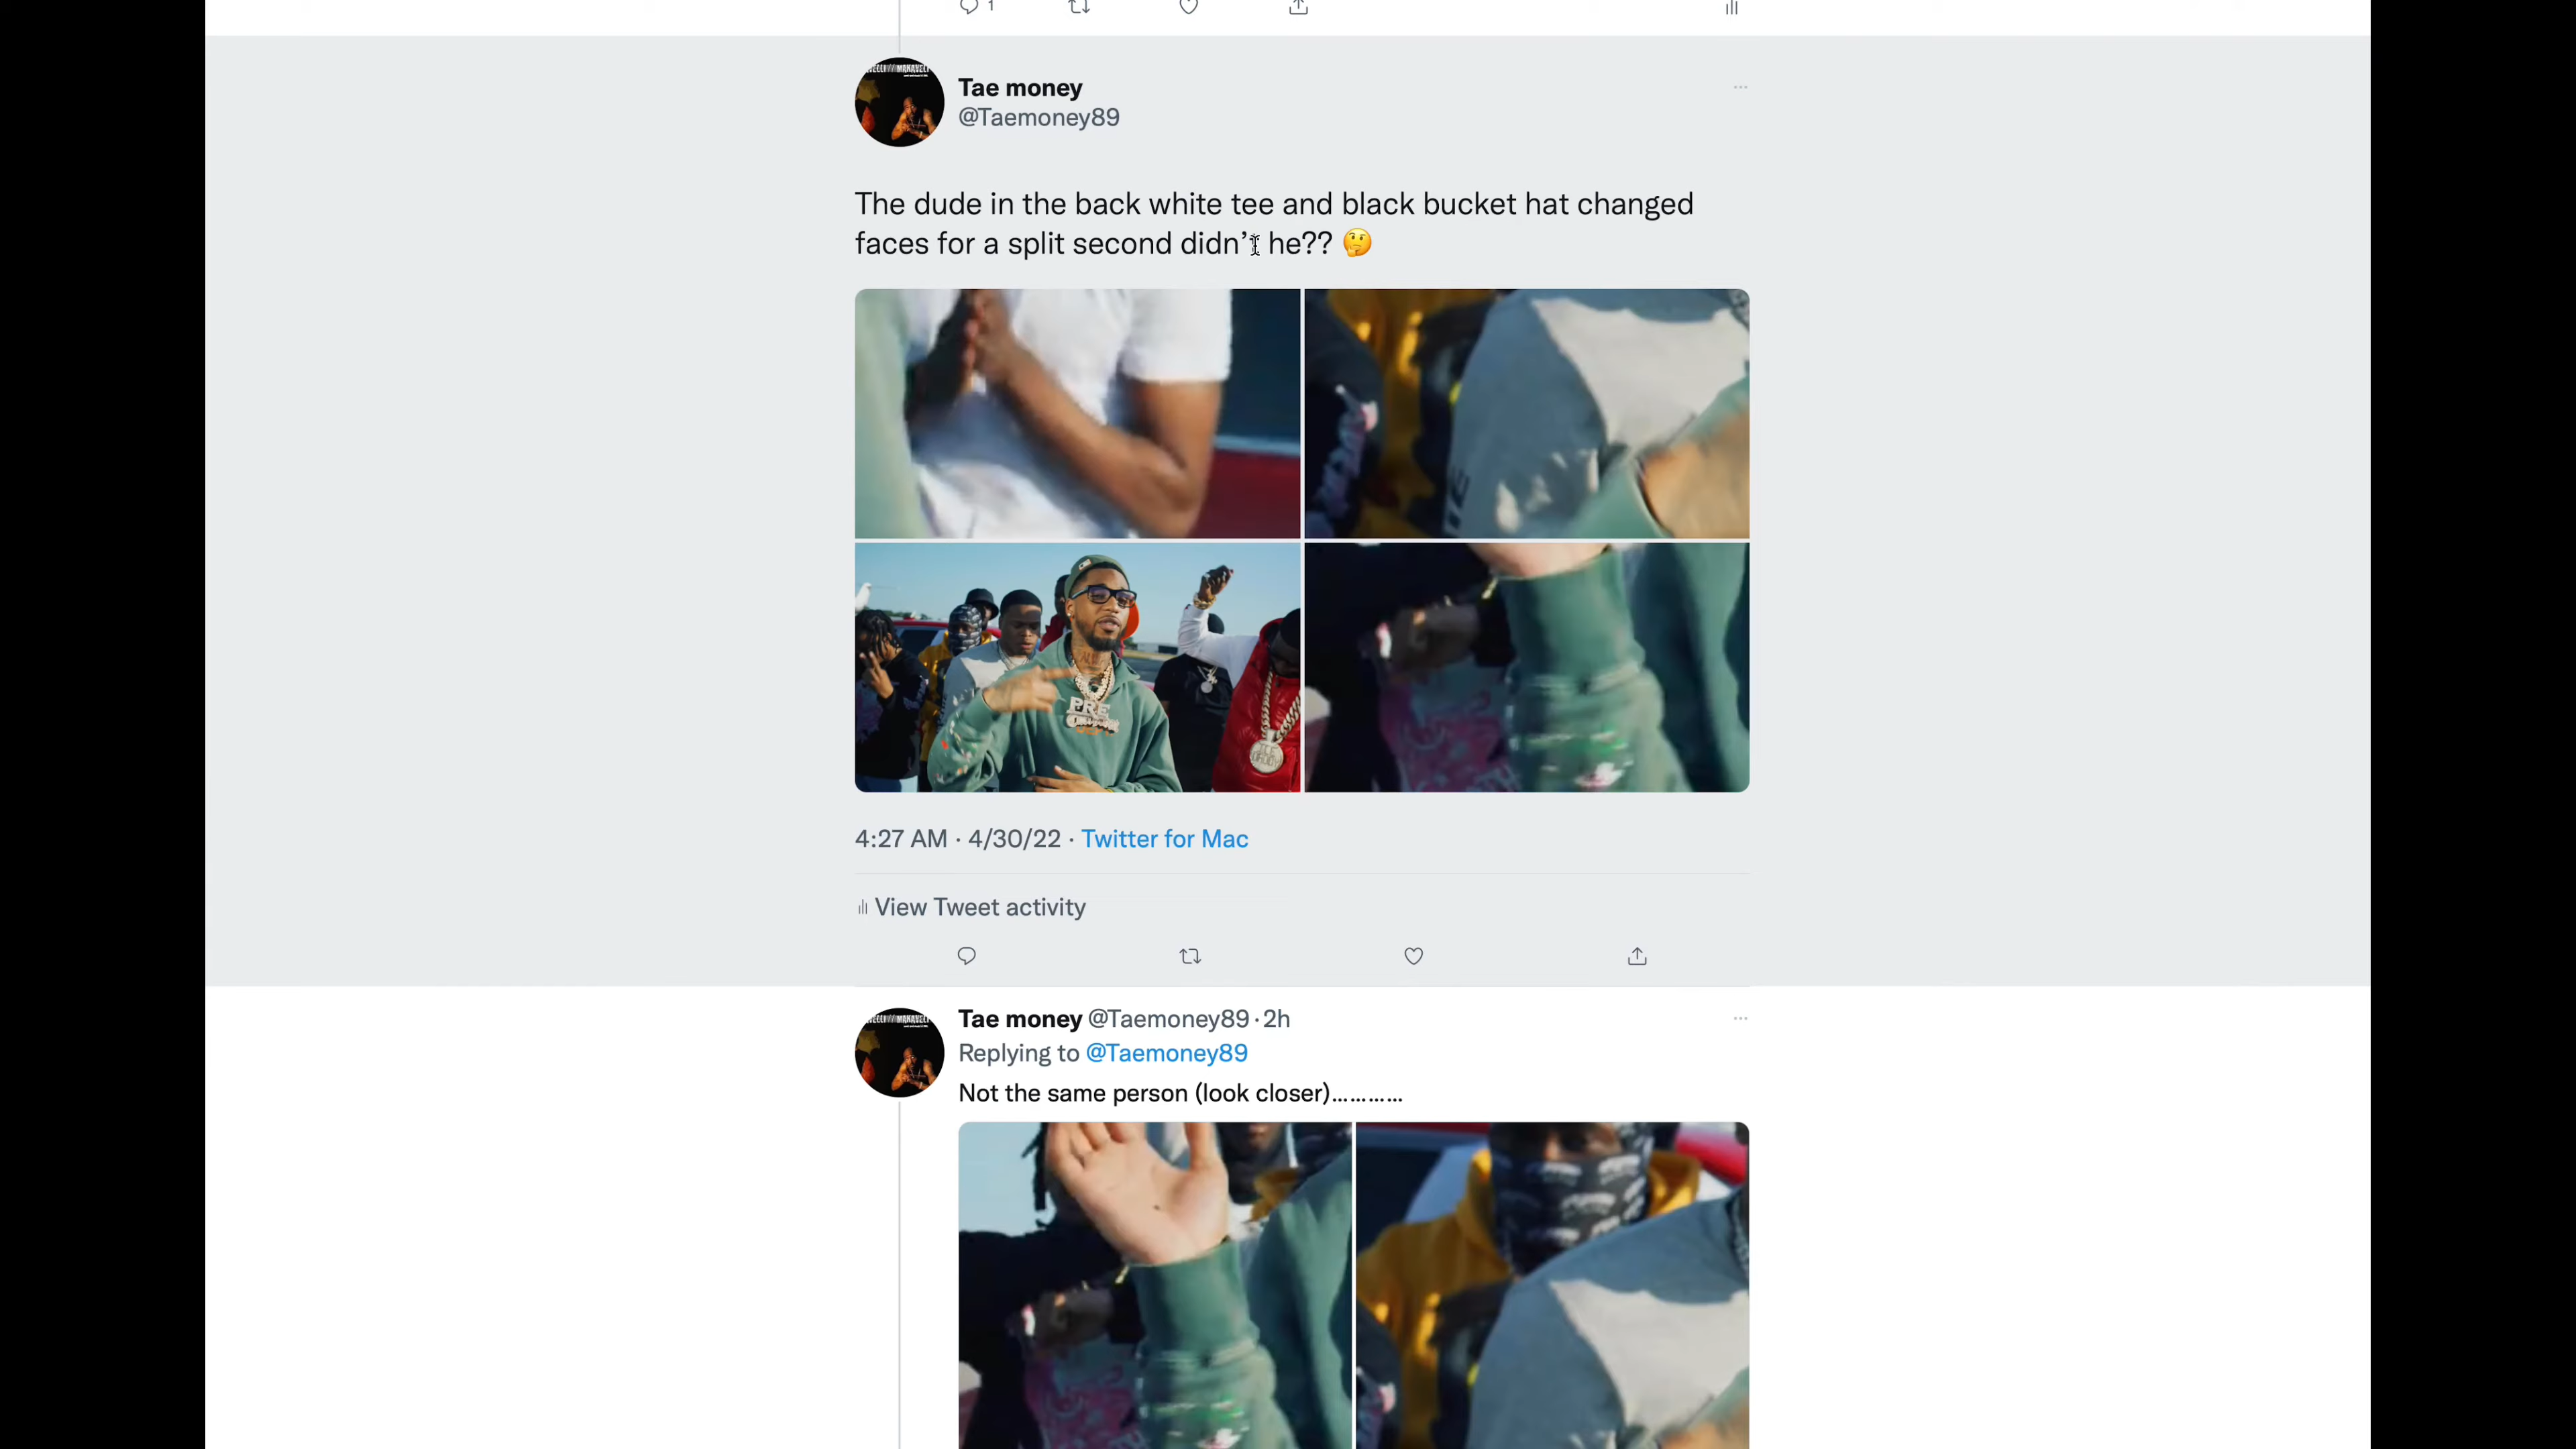 1
Tae money
@Taemoney89
The dude in the back white tee and black bucket hat changed
faces for a split second didn’t he?? 🤔
PRE
4:27 AM · 4/30/22 · Twitter for Mac
View Tweet activity
Tae money @Taemoney89 · 2h
Replying to @Taemoney89
Not the same person (look closer)…………